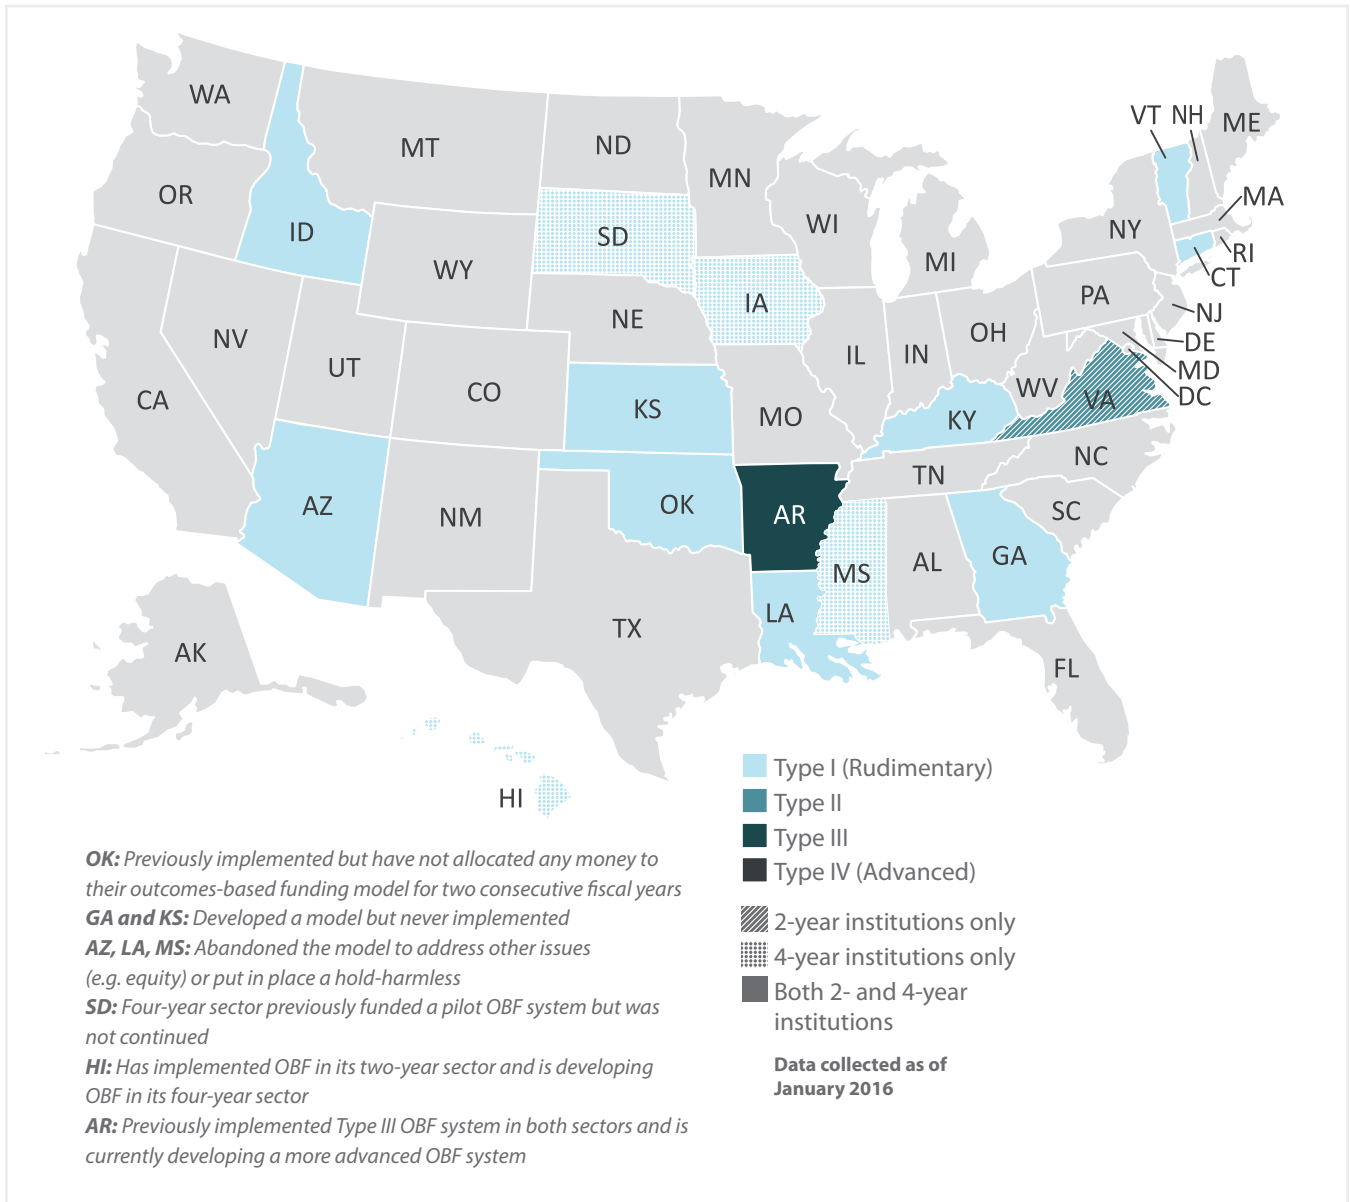 WA
MT
ND
MN
VT NH
ME
OR
ID
SD
WI
NY
MA
WY
MI
RI
CT
IA
PA
NE
NJ
NV
OH
UT
IL
IN
DE
CO
MD
CA
KS
MO
WV
VA
DC
KY
AZ
NM
OK
AR
TN
NC
SC
MS
AL
GA
LA
TX
AK
FL
HI
Type I (Rudimentary)
Type II
Type III
Type IV (Advanced)
2-year institutions only
4-year institutions only
Both 2- and 4-year
institutions
Data collected as of
January 2016
OK: Previously implemented but have not allocated any money to
their outcomes-based funding model for two consecutive fiscal years
GA and KS: Developed a model but never implemented
AZ, LA, MS: Abandoned the model to address other issues
(e.g. equity) or put in place a hold-harmless
SD: Four-year sector previously funded a pilot OBF system but was
not continued
HI: Has implemented OBF in its two-year sector and is developing
OBF in its four-year sector
AR: Previously implemented Type III OBF system in both sectors and is
currently developing a more advanced OBF system